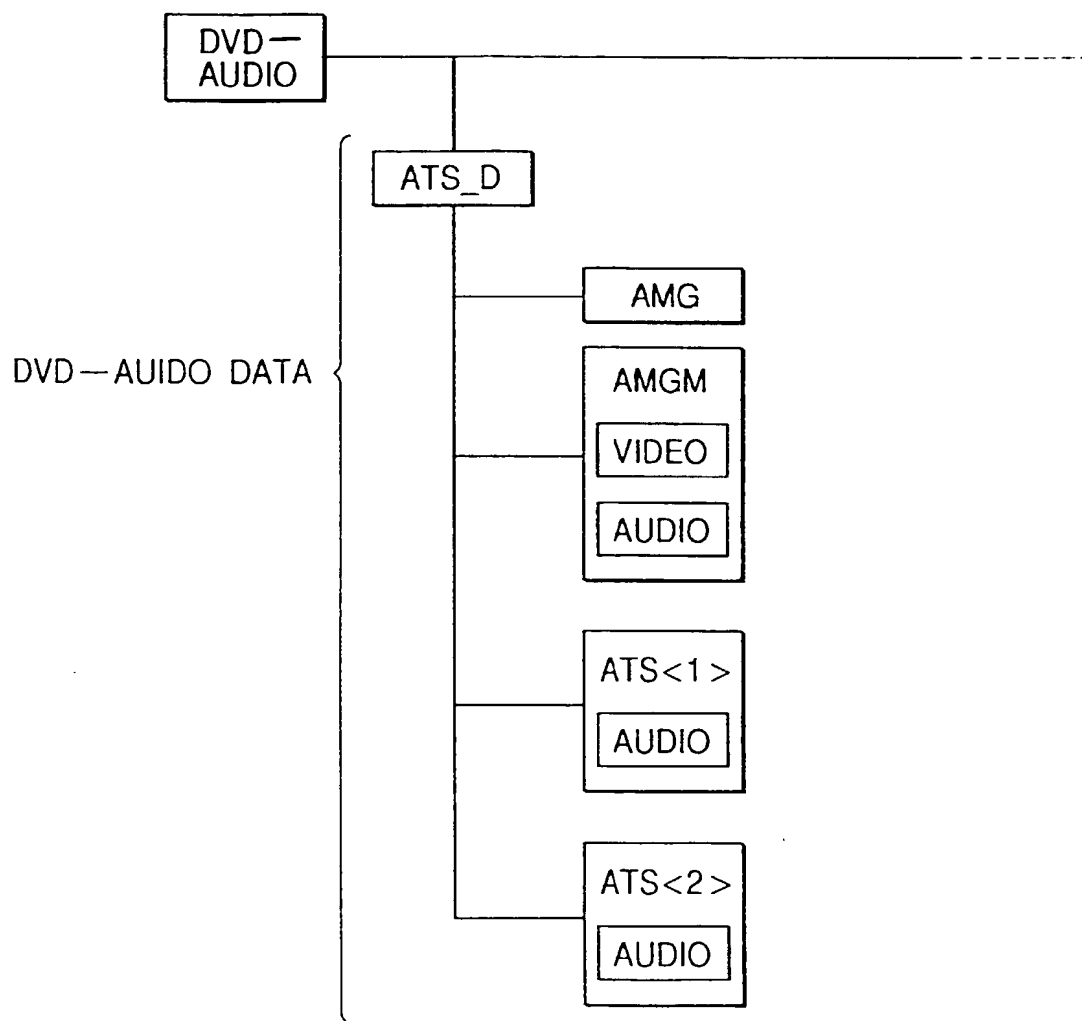 DVD—
AUDIO
ATS_D
AMG
DVD—AUIDO DATA
AMGM
VIDEO
AUDIO
ATS<1>
AUDIO
ATS<2>
AUDIO